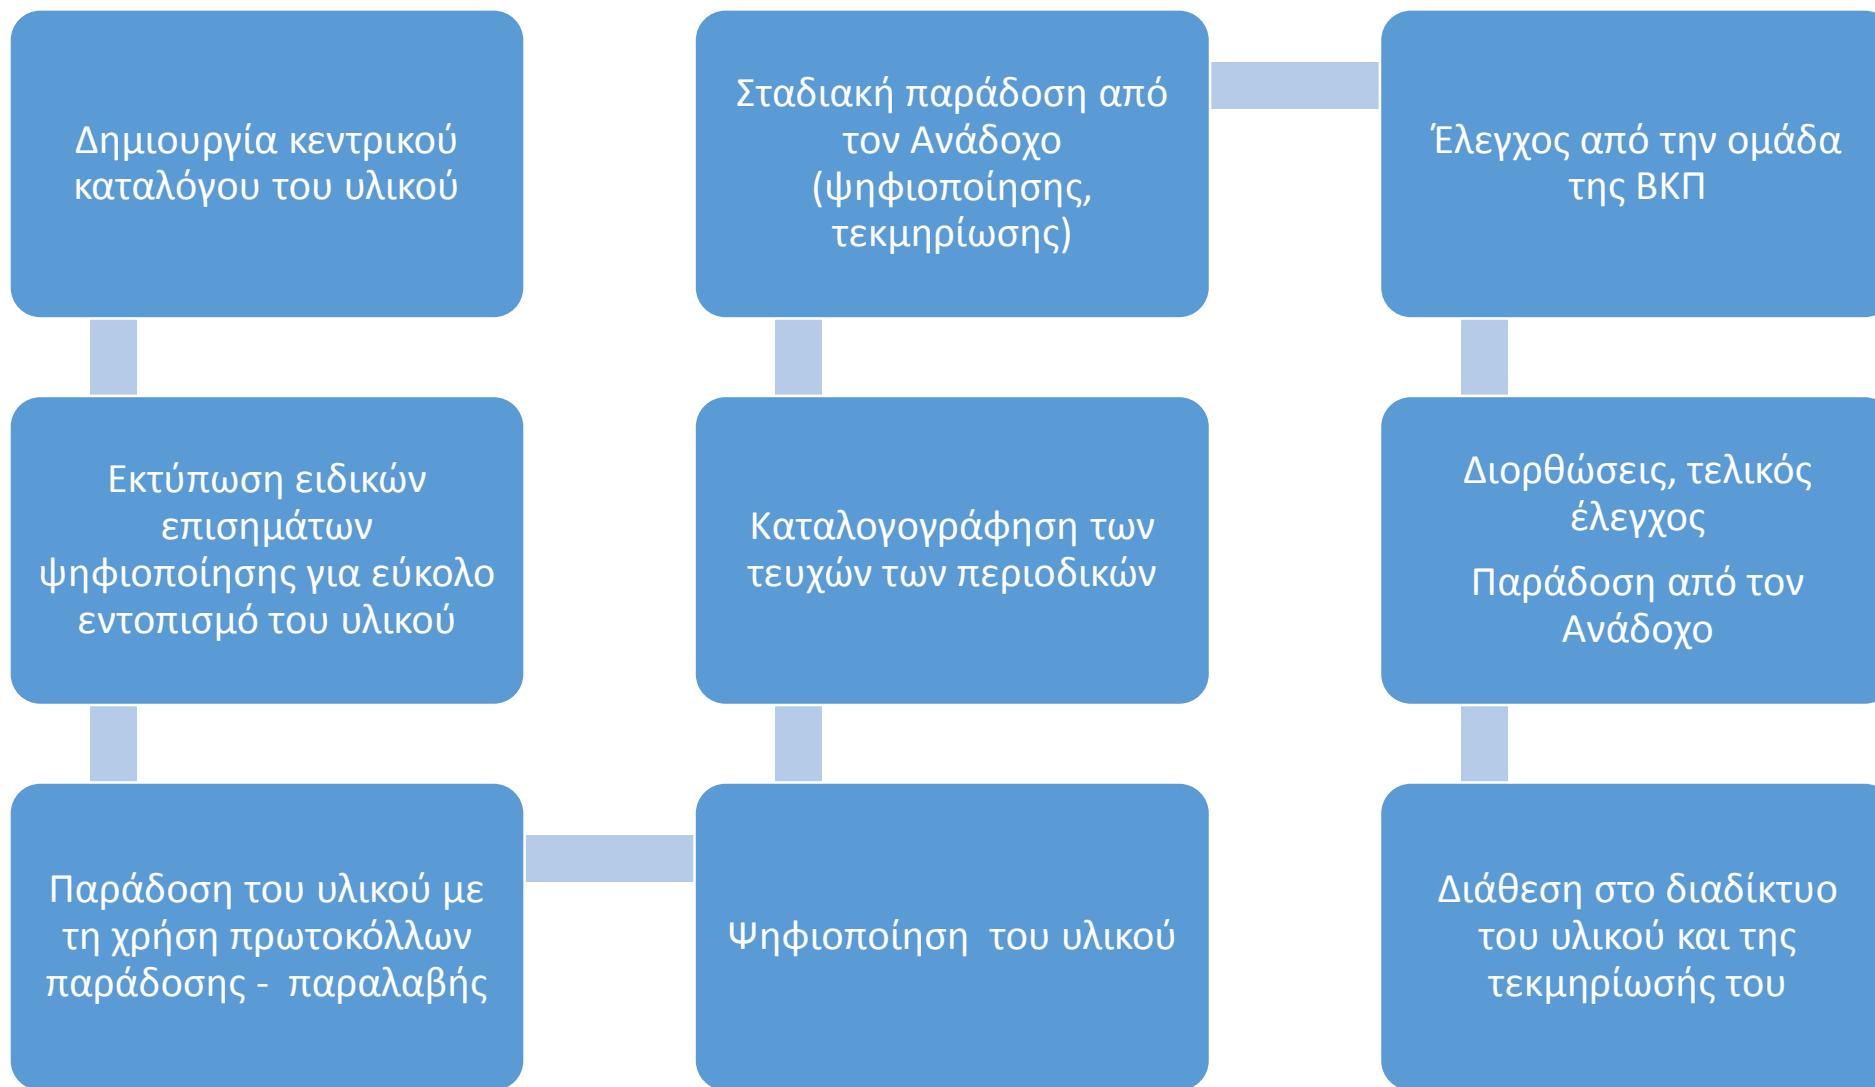 Δημιουργία κεντρικού
καταλόγου του υλικού
Εκτύπωση ειδικών
επισημάτων
ψηφιοποίησης για εύκολο
εντοπισμό του υλικού
Παράδοση του υλικού με
τη χρήση πρωτοκόλλων
παράδοσης - παραλαβής
Ψηφιοποίηση του υλικού
Καταλογογράφηση των
τευχών των περιοδικών
Σταδιακή παράδοση από
τον Ανάδοχο
(ψηφιοποίησης,
τεκμηρίωσης)
Έλεγχος από την ομάδα
της ΒΚΠ
Διορθώσεις, τελικός
έλεγχος
Παράδοση από τον
Ανάδοχο
Διάθεση στο διαδίκτυο
του υλικού και της
τεκμηρίωσής του